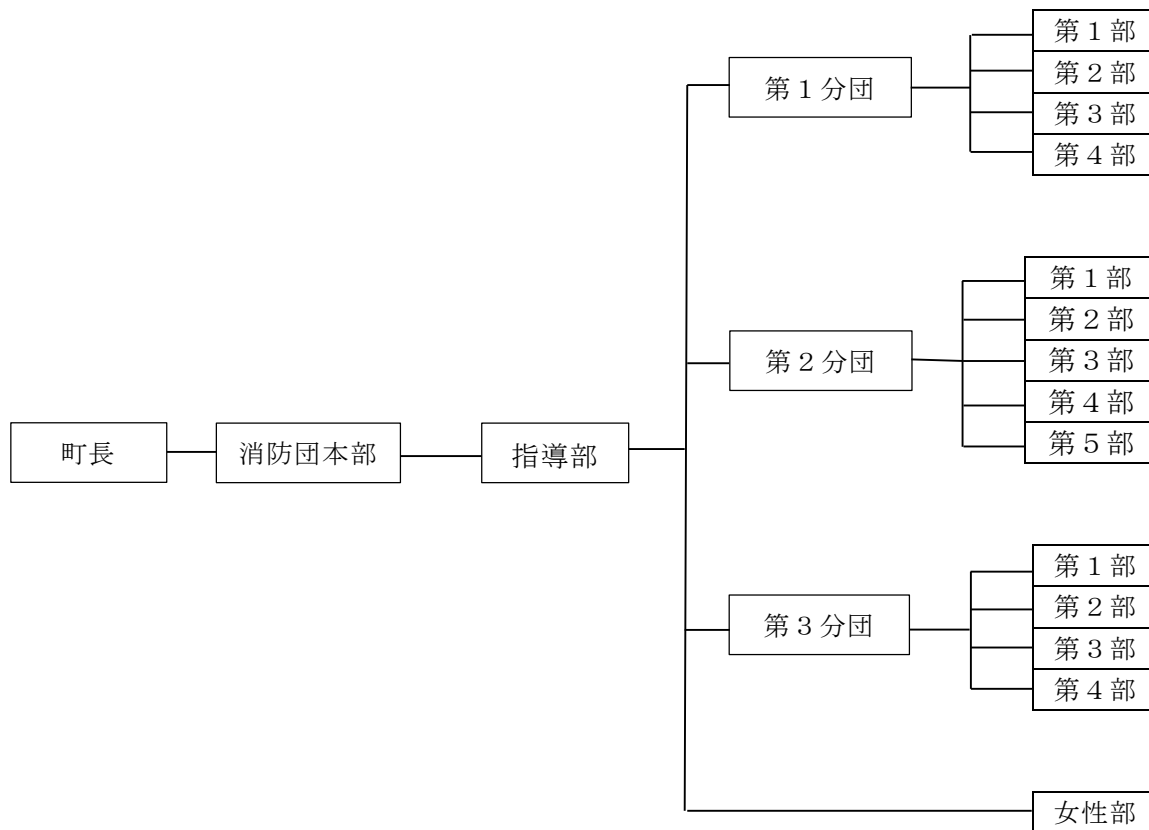 町長
消防団本部
指導部
第１分団
第１部
第２部
第３部
第４部
第２分団
第１部
第２部
第３部
第４部
第５部
第３分団
第１部
第２部
第３部
第４部
女性部